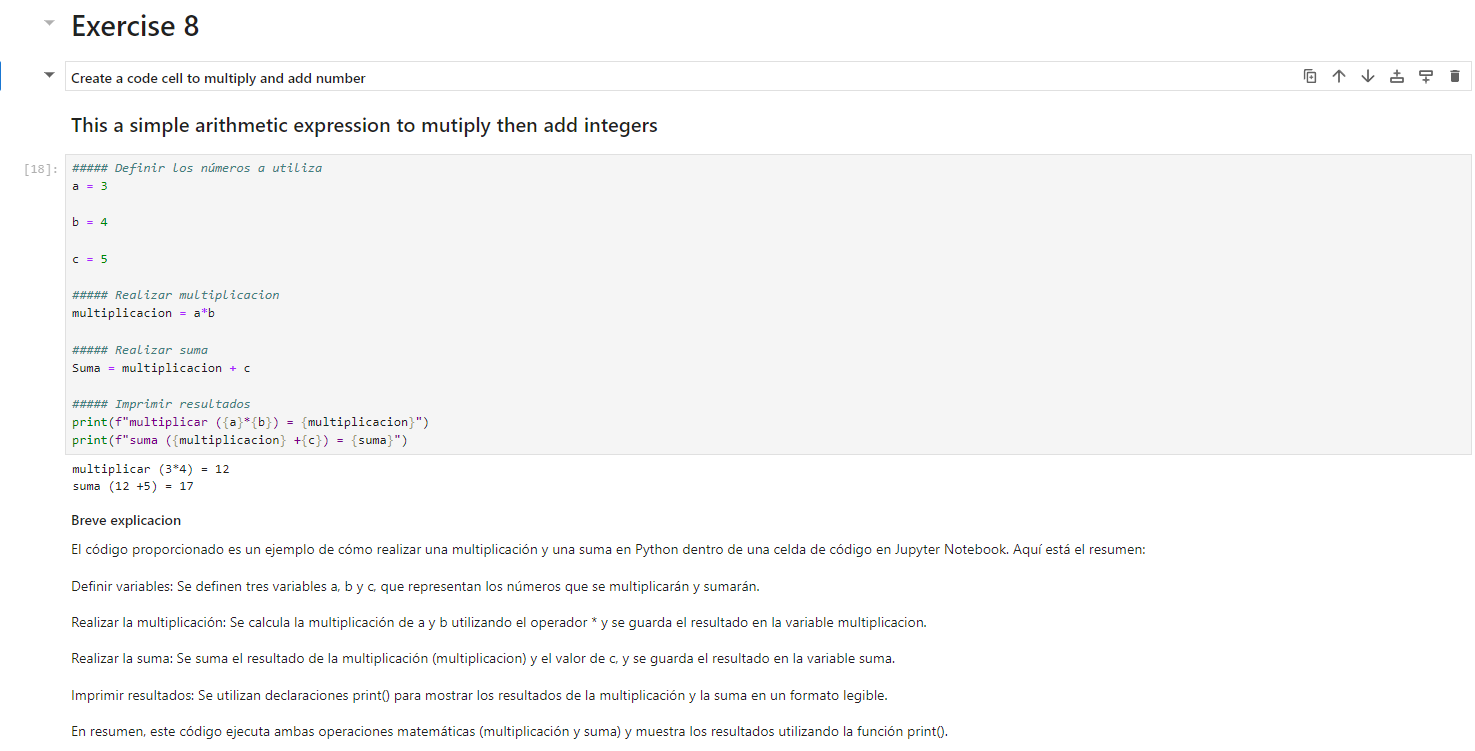 Exercise 8
Create a code cell to multiply and add number
This a simple arithmetic expression to mutiply then add integers
[18]:
##### Definir los números a utiliza
a = 3
b = 4
c = 5
##### Realizar multiplicacion
multiplicacion = a*b
##### Realizar suma
Suma = multiplicacion + c
##### Imprimir resultados
print(f"multiplicar ({a}*{b}) = {multiplicacion}")
print(f"suma ({multiplicacion} +{c}) = {suma}")
multiplicar (3*4) = 12
suma (12 +5) = 17
Breve explicacion
El código proporcionado es un ejemplo de cómo realizar una multiplicación y una suma en Python dentro de una celda de código en Jupyter Notebook. Aquí está el resumen:
Definir variables: Se definen tres variables a, b y c, que representan los números que se multiplicarán y sumarán.
Realizar la multiplicación: Se calcula la multiplicación de a y b utilizando el operador * y se guarda el resultado en la variable multiplicacion.
Realizar la suma: Se suma el resultado de la multiplicación (multiplicacion) y el valor de c, y se guarda el resultado en la variable suma.
Imprimir resultados: Se utilizan declaraciones print() para mostrar los resultados de la multiplicación y la suma en un formato legible.
En resumen, este código ejecuta ambas operaciones matemáticas (multiplicación y suma) y muestra los resultados utilizando la función print().